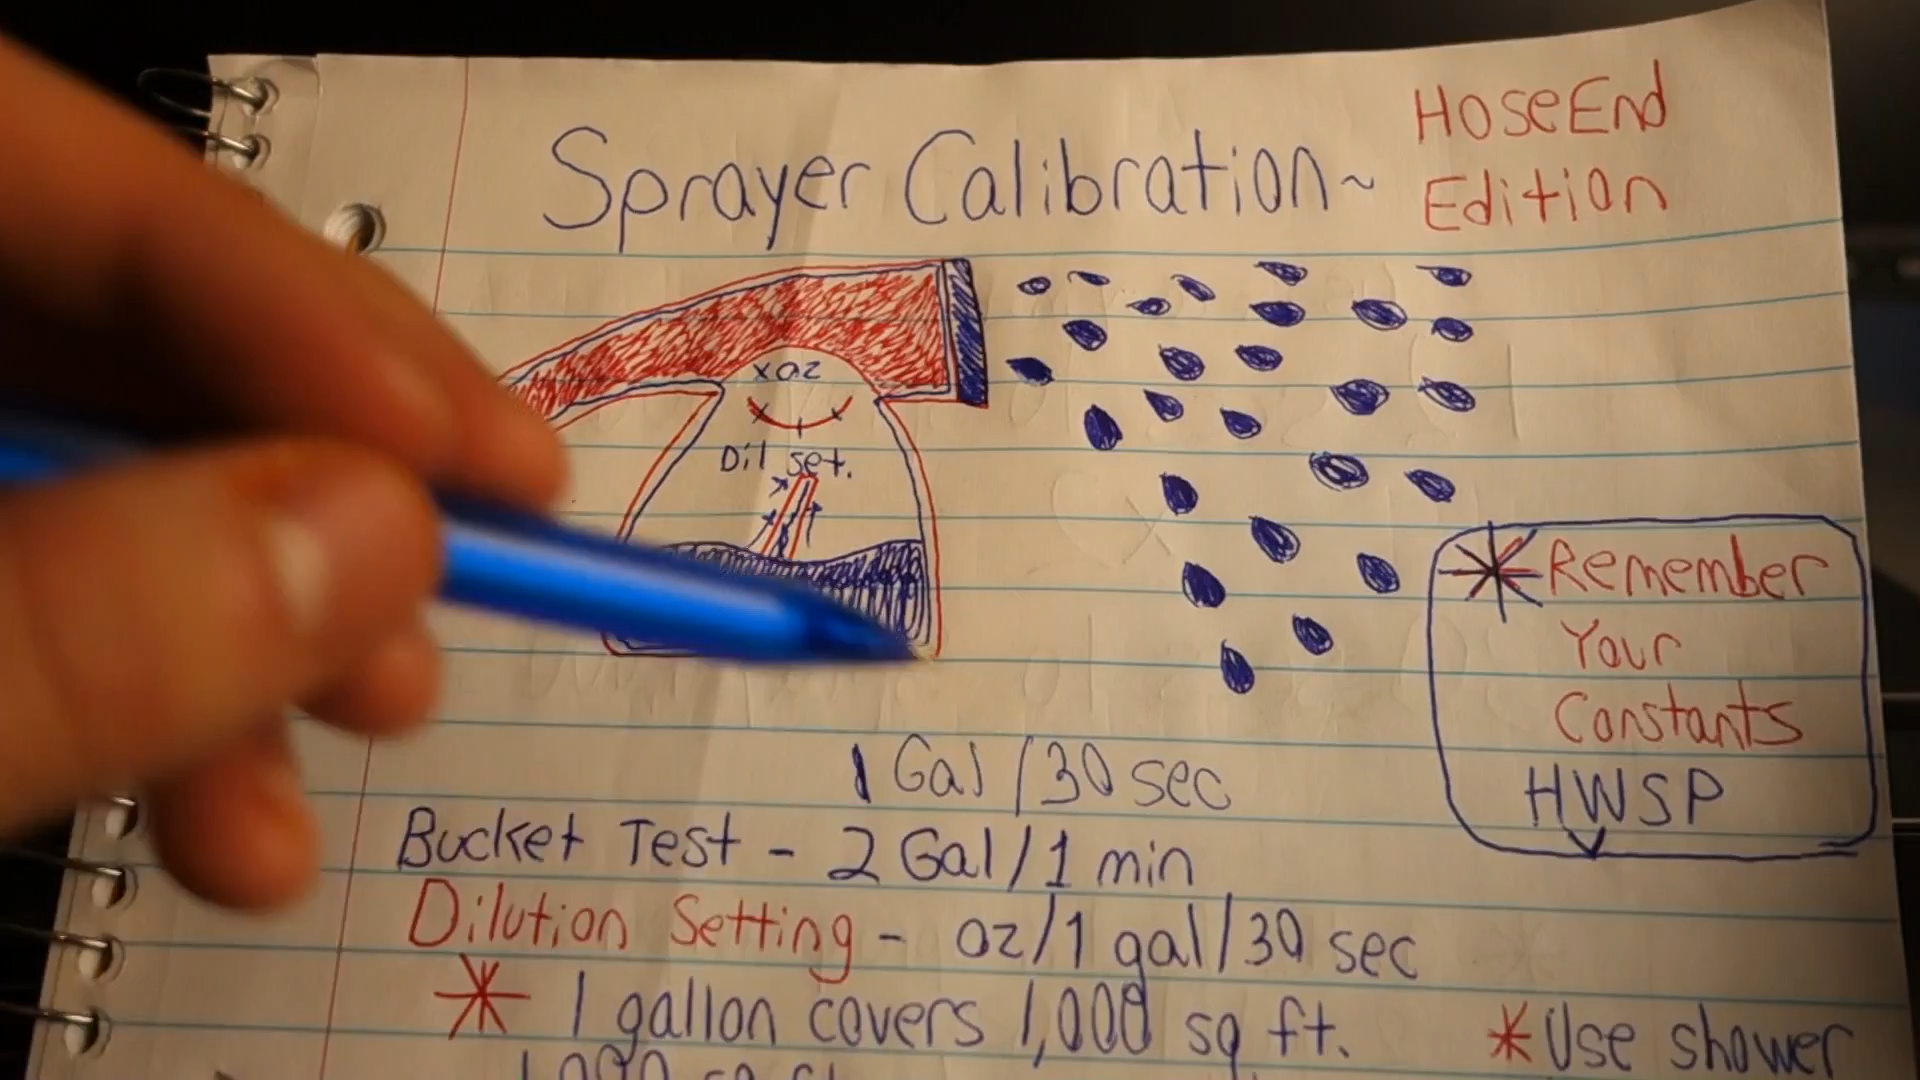 Sprayer Calibration~
HoseEnd
Edition
xoz
Dil set.
Remember
Your
Constants
HWSP
1 Gal/30 sec
Bucket Test - 2 Gal/1 min
Dilution Setting - oz/1 gal/30 sec
* 1 gallon covers 1,000 sq ft.
*Use shower